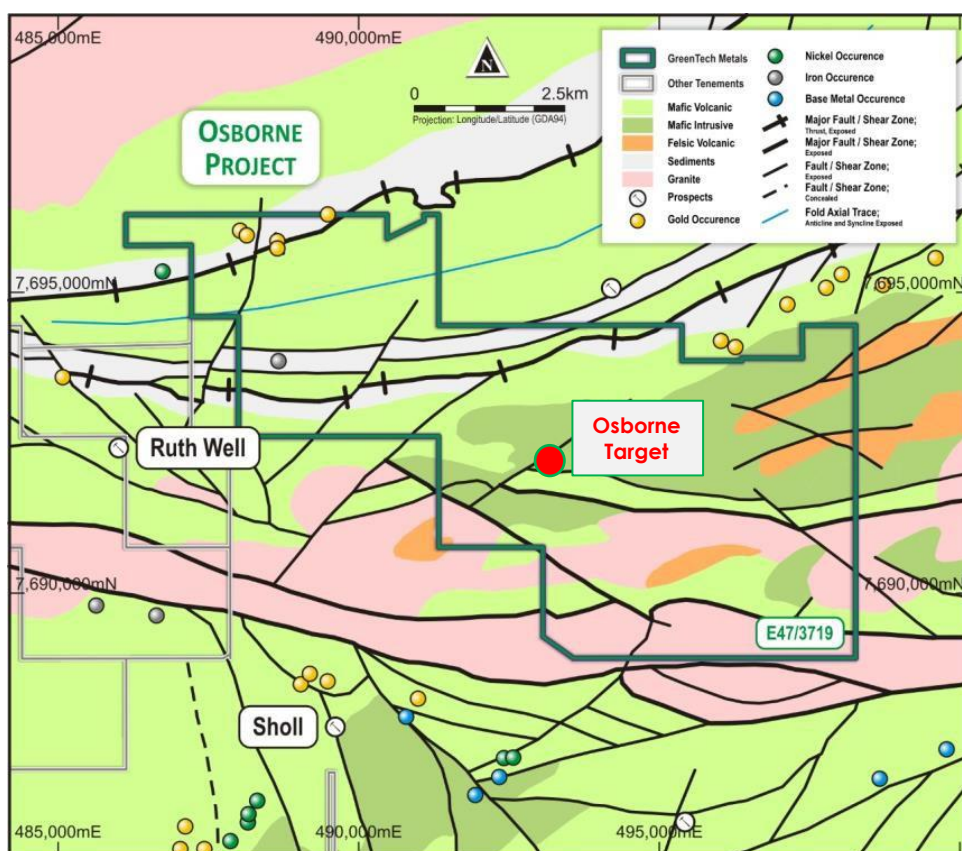 485,000mE
490,000mE
N
0
2.5km
Projection: Longitude/Latitude (GDA94)
GreenTech Metals
Other Tenements
Mafic Volcanic
Mafic Intrusive
Felsic Volcanic
Sediments
Granite
Prospects
Gold Occurence
Nickel Occurence
Iron Occurence
Base Metal Occurence
Major Fault / Shear Zone;
Thrust, Exposed
Major Fault / Shear Zone;
Exposed
Fault / Shear Zone;
Exposed
Fault / Shear Zone;
Concealed
Fold Axial Trace;
Anticline and Syncline Exposed
OSBORNE
PROJECT
7,695,000mN
7,695,000mN
Osborne
Target
Ruth Well
7,690,000mN
7,690,000mN
E47/3719
Sholl
485,000mE
490,000mE
495,000mE